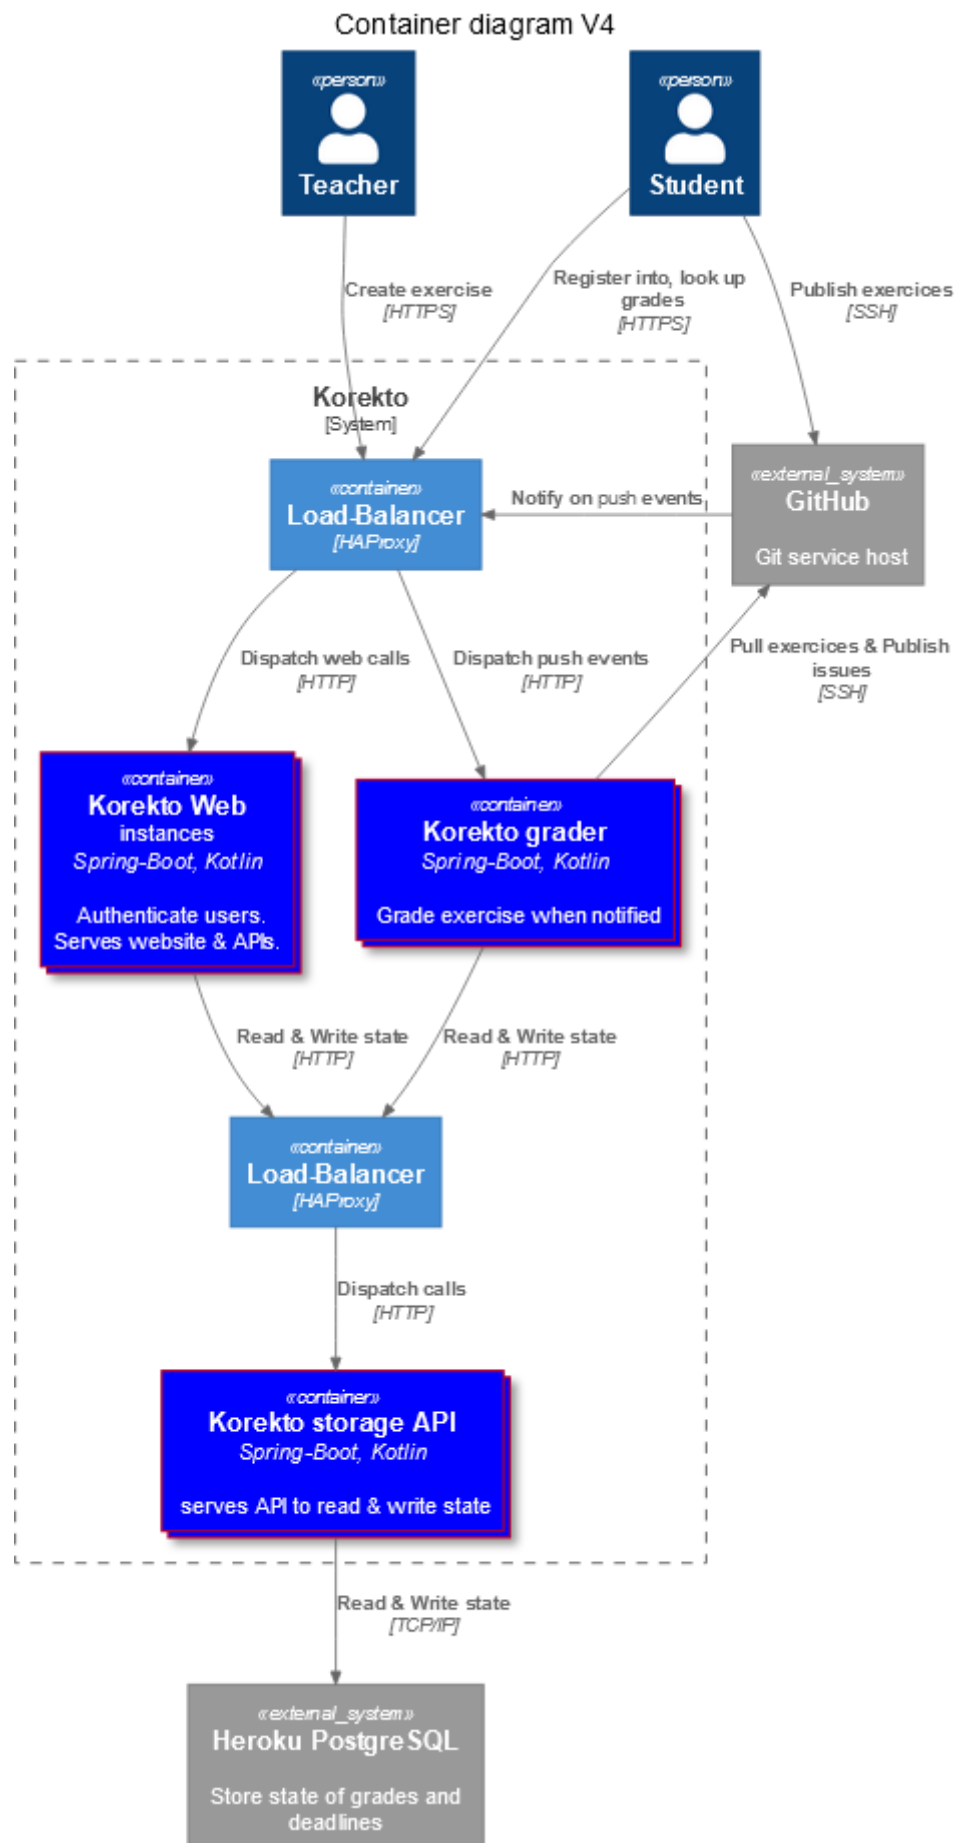 Container diagram V4
«person»
Teacher
«person»
Student
Create exercise
[HTTPS]
Register into, look up
grades
[HTTPS]
Publish exercices
[SSH]
Korekto
[System]
«container»
Load-Balancer
[HAProxy]
Notify on push events
«external_system»
GitHub
Git service host
Dispatch web calls
[HTTP]
Dispatch push events
[HTTP]
Pull exercices & Publish
issues
[SSH]
«container»
Korekto Web
instances
Spring-Boot, Kotlin
Authenticate users.
Serves website & APIs.
«container»
Korekto grader
Spring-Boot, Kotlin
Grade exercise when notified
Read & Write state
[HTTP]
Read & Write state
[HTTP]
«container»
Load-Balancer
[HAProxy]
Dispatch calls
[HTTP]
«container»
Korekto storage API
Spring-Boot, Kotlin
serves API to read & write state
Read & Write state
[TCP/IP]
«external_system»
Heroku PostgreSQL
Store state of grades and
deadlines